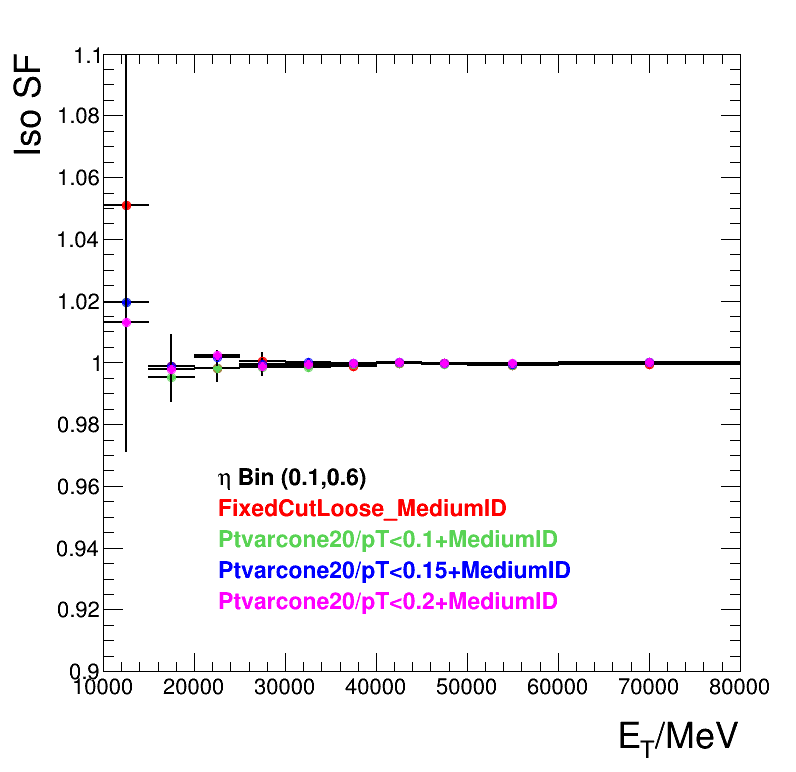 Iso SF
1.1
1.08
1.06
1.04
1.02
1
0.98
0.96
0.94
0.92
0.9
η Bin (0.1,0.6)
FixedCutLoose_MediumID
Ptvarcone20/pT<0.1+MediumID
Ptvarcone20/pT<0.15+MediumID
Ptvarcone20/pT<0.2+MediumID
10000 20000 30000 40000 50000 60000 70000 80000
E_T/MeV